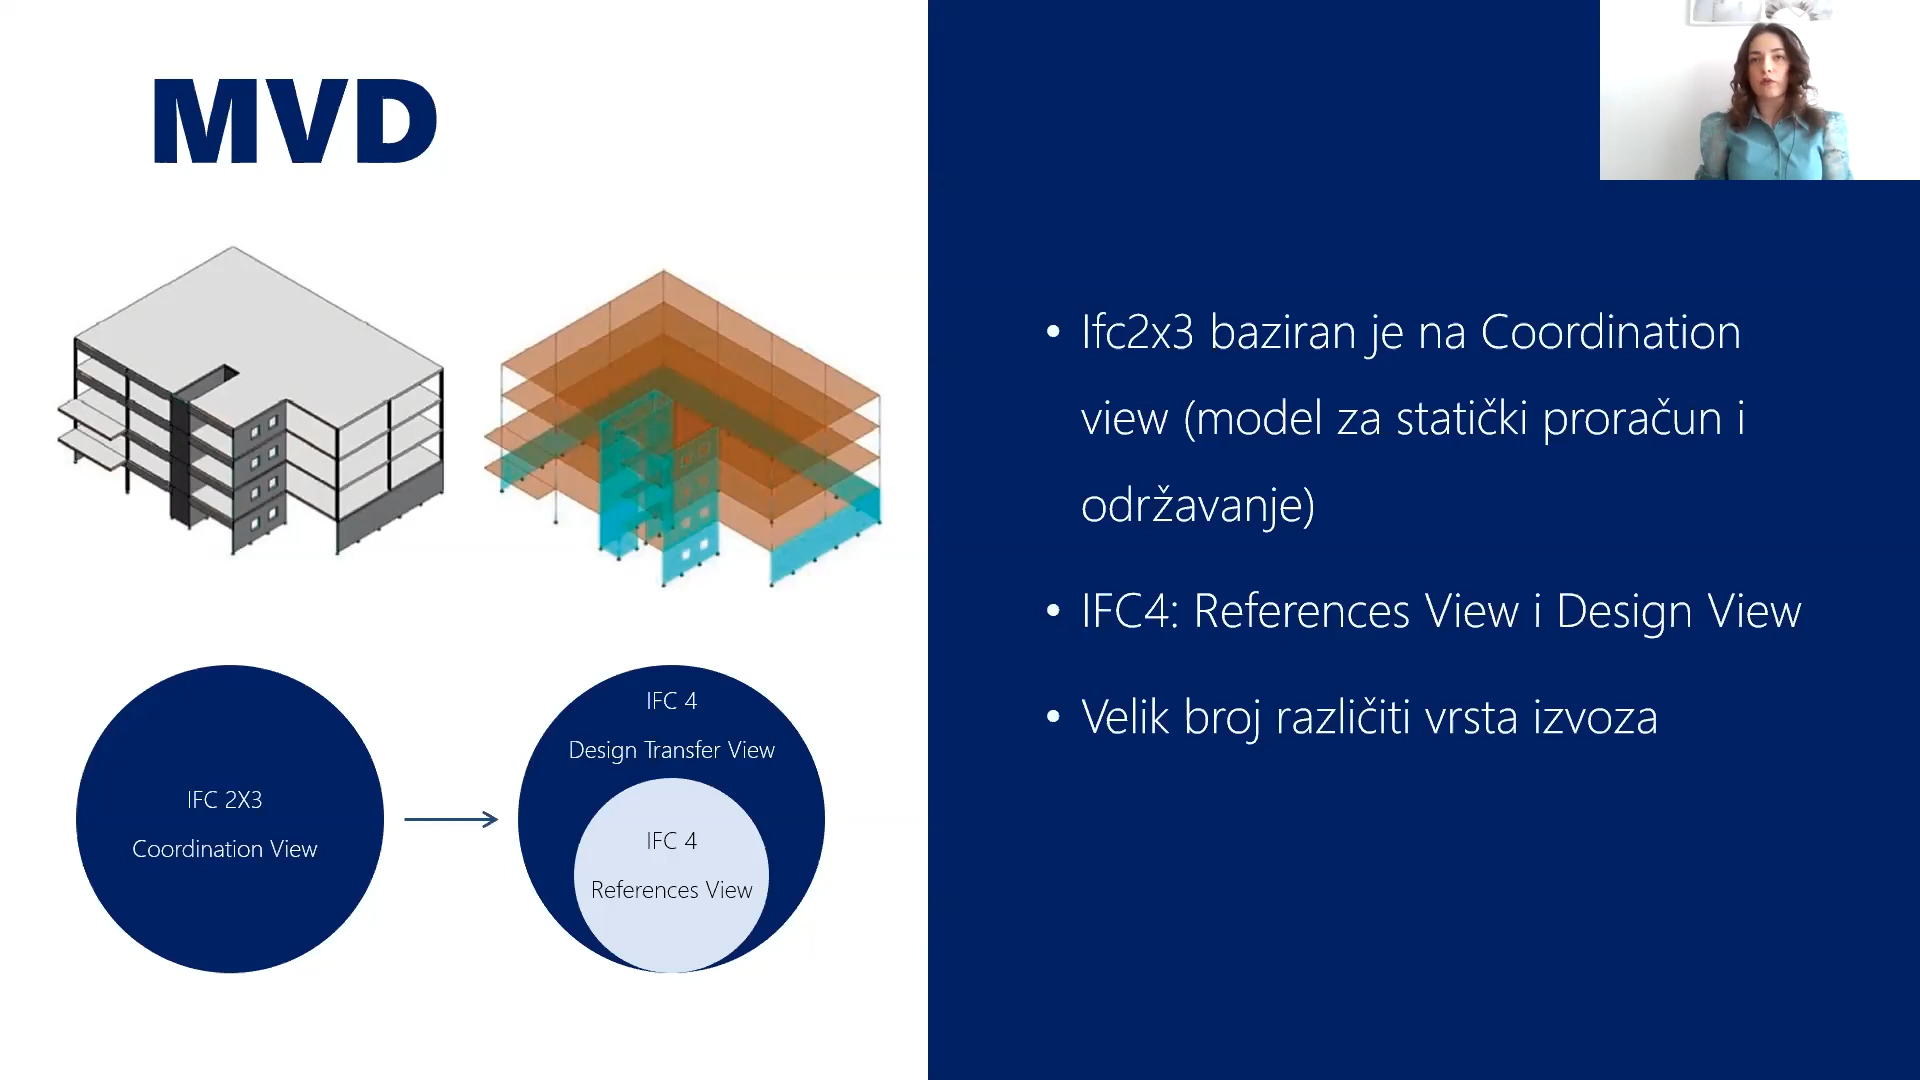 MVD
IFC 2X3
Coordination View
IFC 4
Design Transfer View
IFC 4
References View
• Ifc2x3 baziran je na Coordination
view (model za statički proračun i
održavanje)
• IFC4: References View i Design View
• Velik broj različiti vrsta izvoza